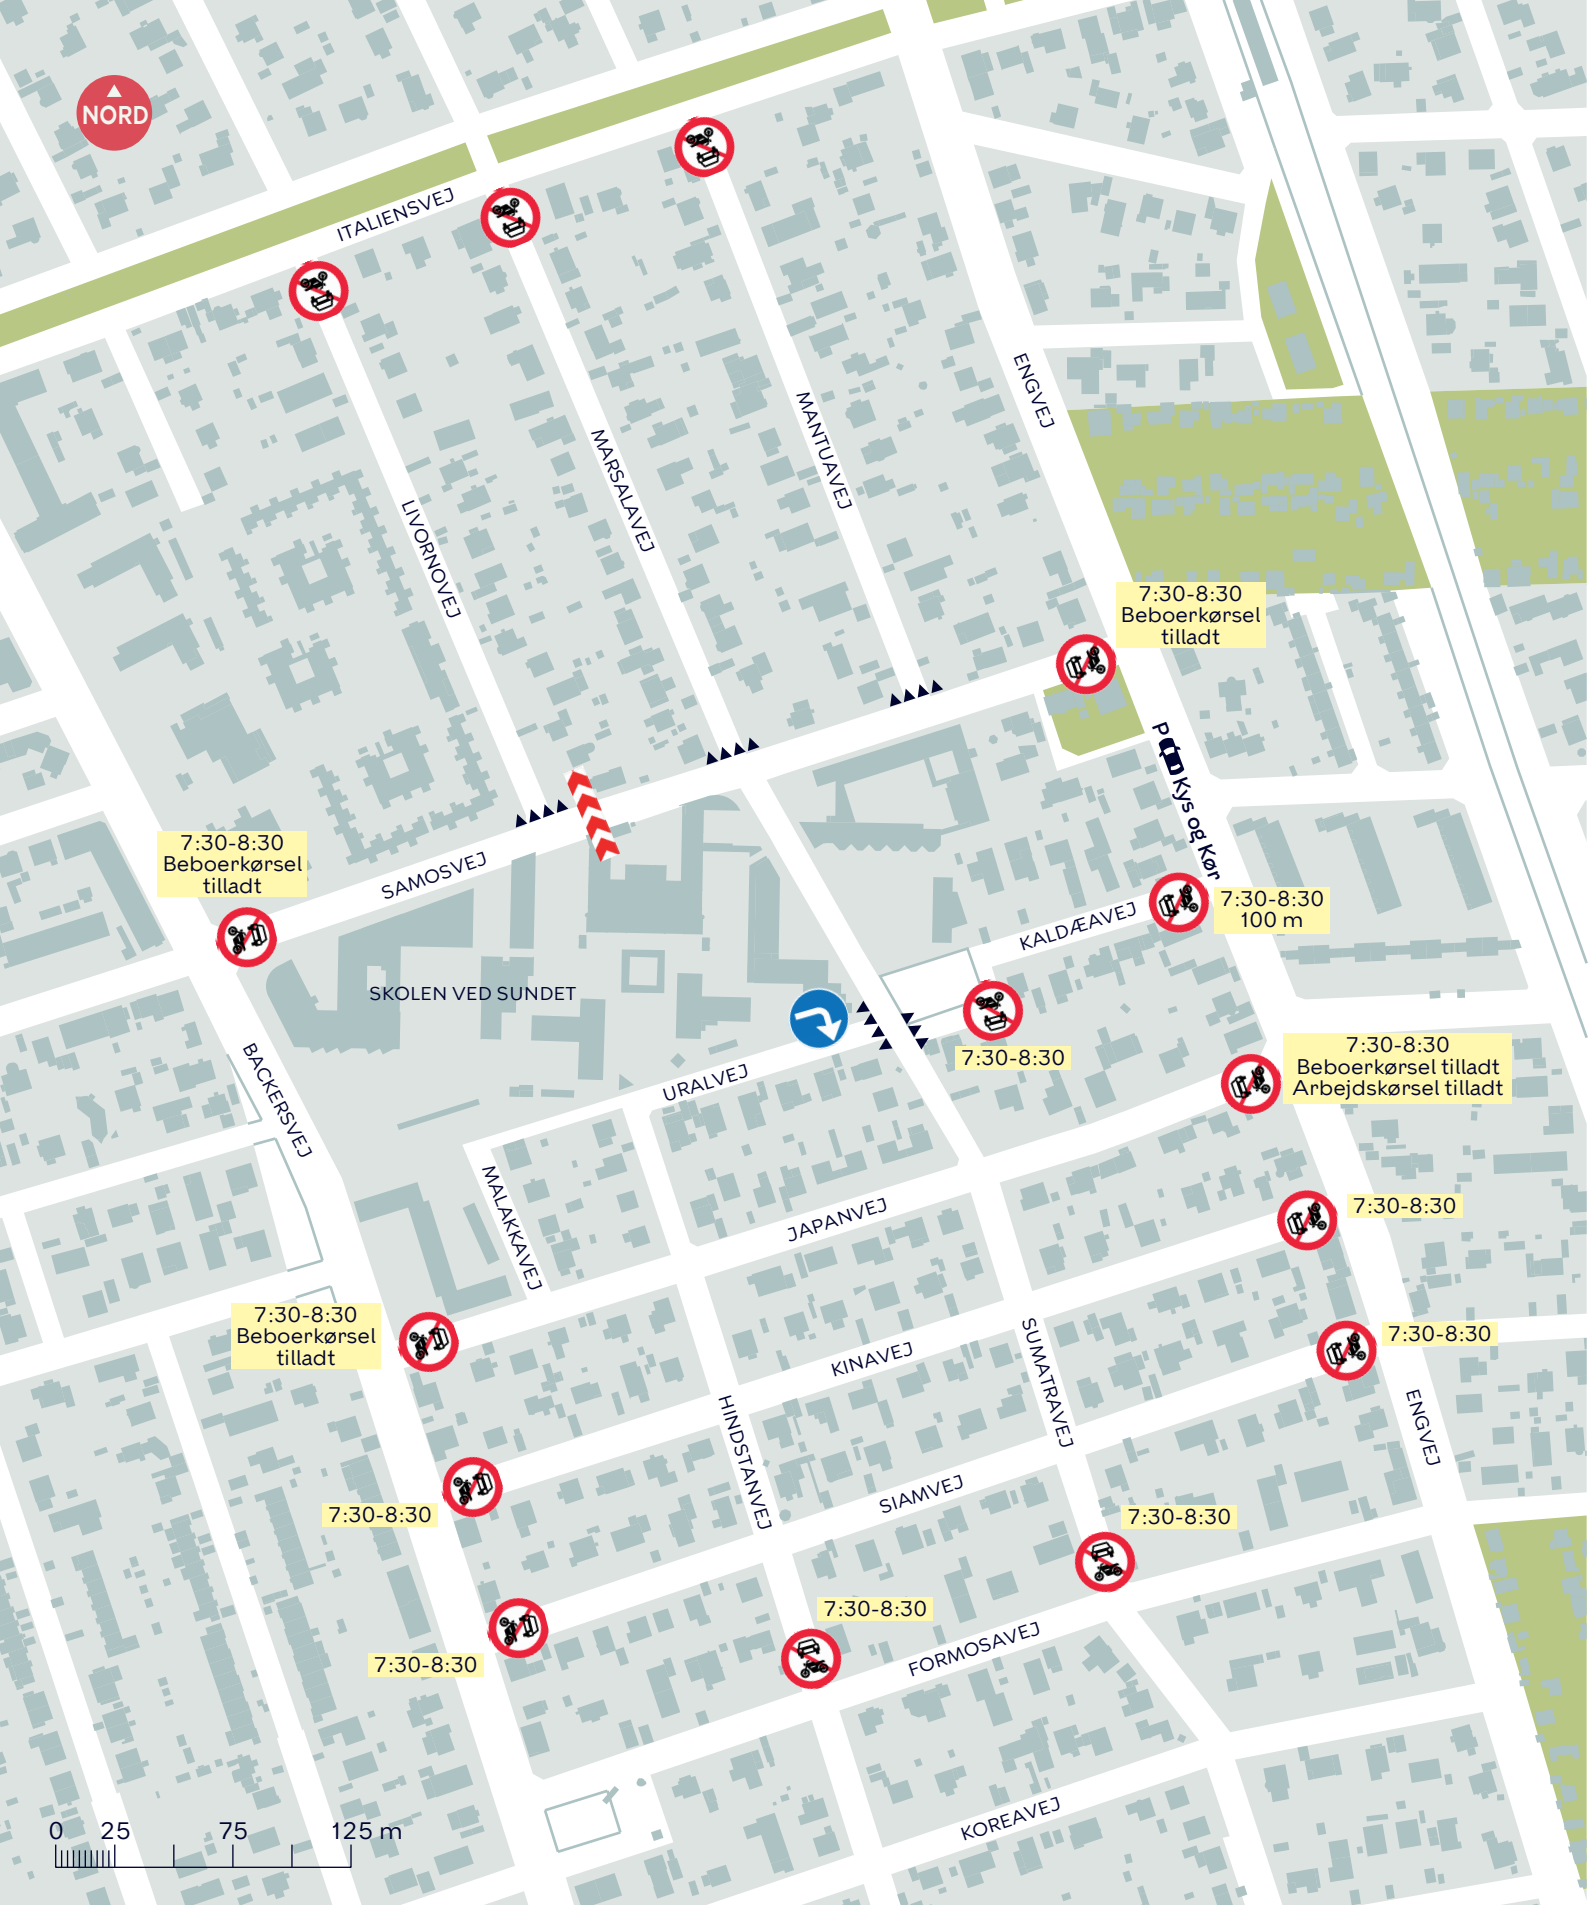 NORD
ITALIENSVEJ
ENGVEJ
MANTUAVEJ
MARSALAVEJ
LIVORNOVEJ
7:30-8:30
Beboerkørsel
tilladt
P
Kys og Kør
7:30-8:30
Beboerkørsel
tilladt
SAMOSVEJ
7:30-8:30
100 m
KALDÆAVEJ
SKOLEN VED SUNDET
7:30-8:30
7:30-8:30
Beboerkørsel tilladt
Arbejdskørsel tilladt
URALVEJ
BACKERSVEJ
MALAKKAVEJ
JAPANVEJ
7:30-8:30
7:30-8:30
Beboerkørsel
tilladt
7:30-8:30
KINAVEJ
SUMATRAVEJ
HINDSTANVEJ
ENGVEJ
SIAMVEJ
7:30-8:30
7:30-8:30
7:30-8:30
7:30-8:30
FORMOSAVEJ
KOREAVEJ
0 25 75 125 m